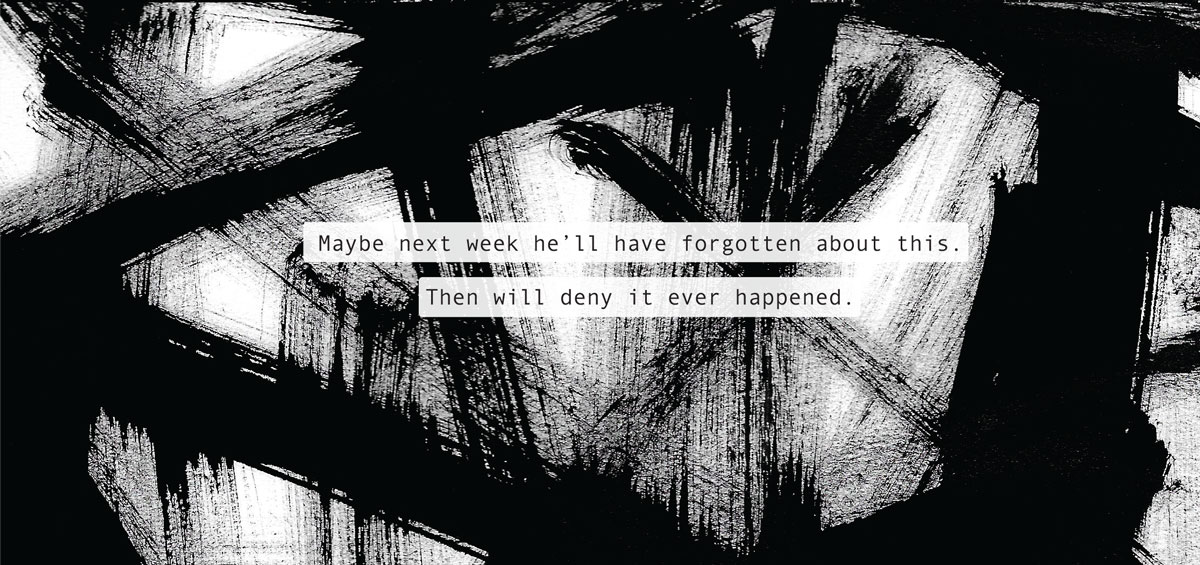 Maybe next week he’ll have forgotten about this.
Then will deny it ever happened.